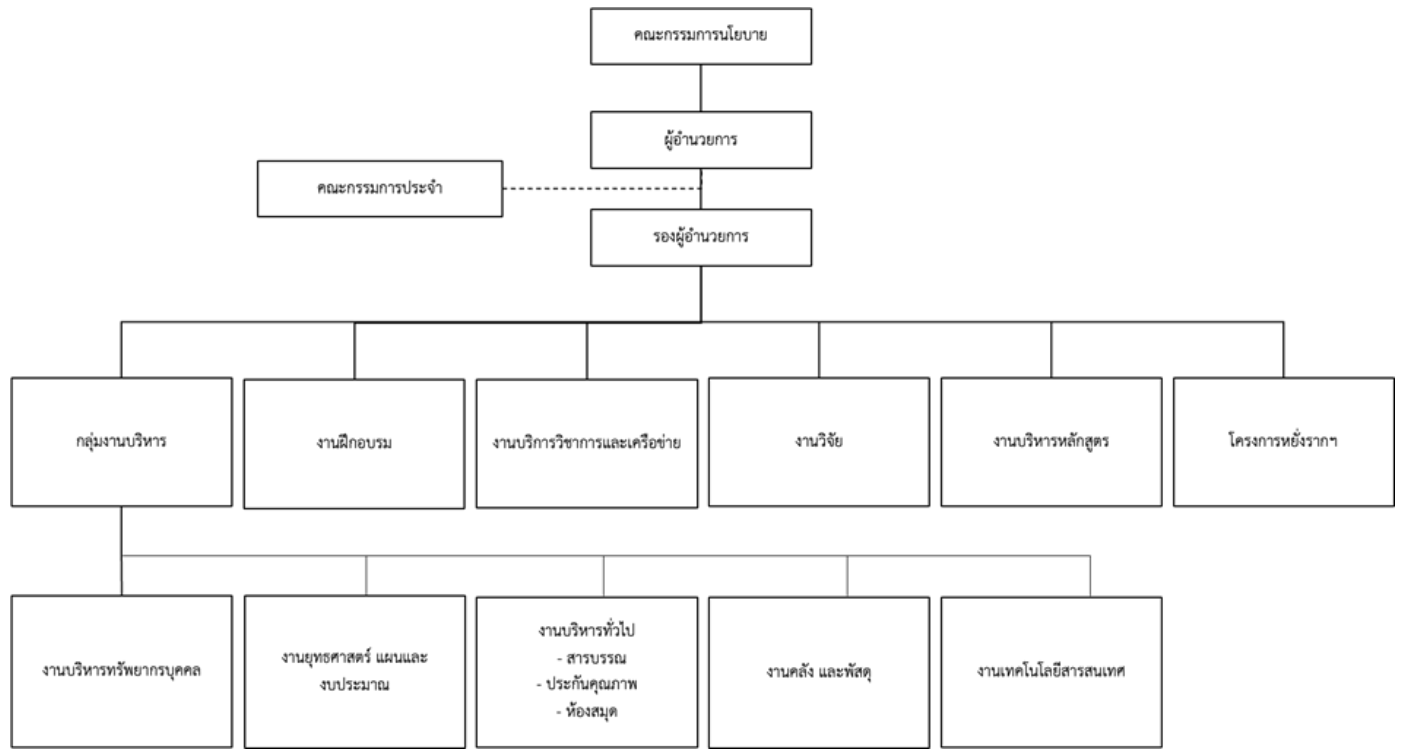 คณะกรรมการนโยบาย
ผู้อำนวยการ
คณะกรรมการประจำ
รองผู้อำนวยการ
กลุ่มงานบริหาร
งานฝึกอบรม
งานบริการวิชาการและเครือข่าย
งานวิจัย
งานบริหารหลักสูตร
โครงการหยั่งรากฯ
งานบริหารทรัพยากรบุคคล
งานยุทธศาสตร์ แผนและ
งบประมาณ
งานบริหารทั่วไป
- สารบรรณ
- ประกันคุณภาพ
- ห้องสมุด
งานคลัง และพัสดุ
งานเทคโนโลยีสารสนเทศ